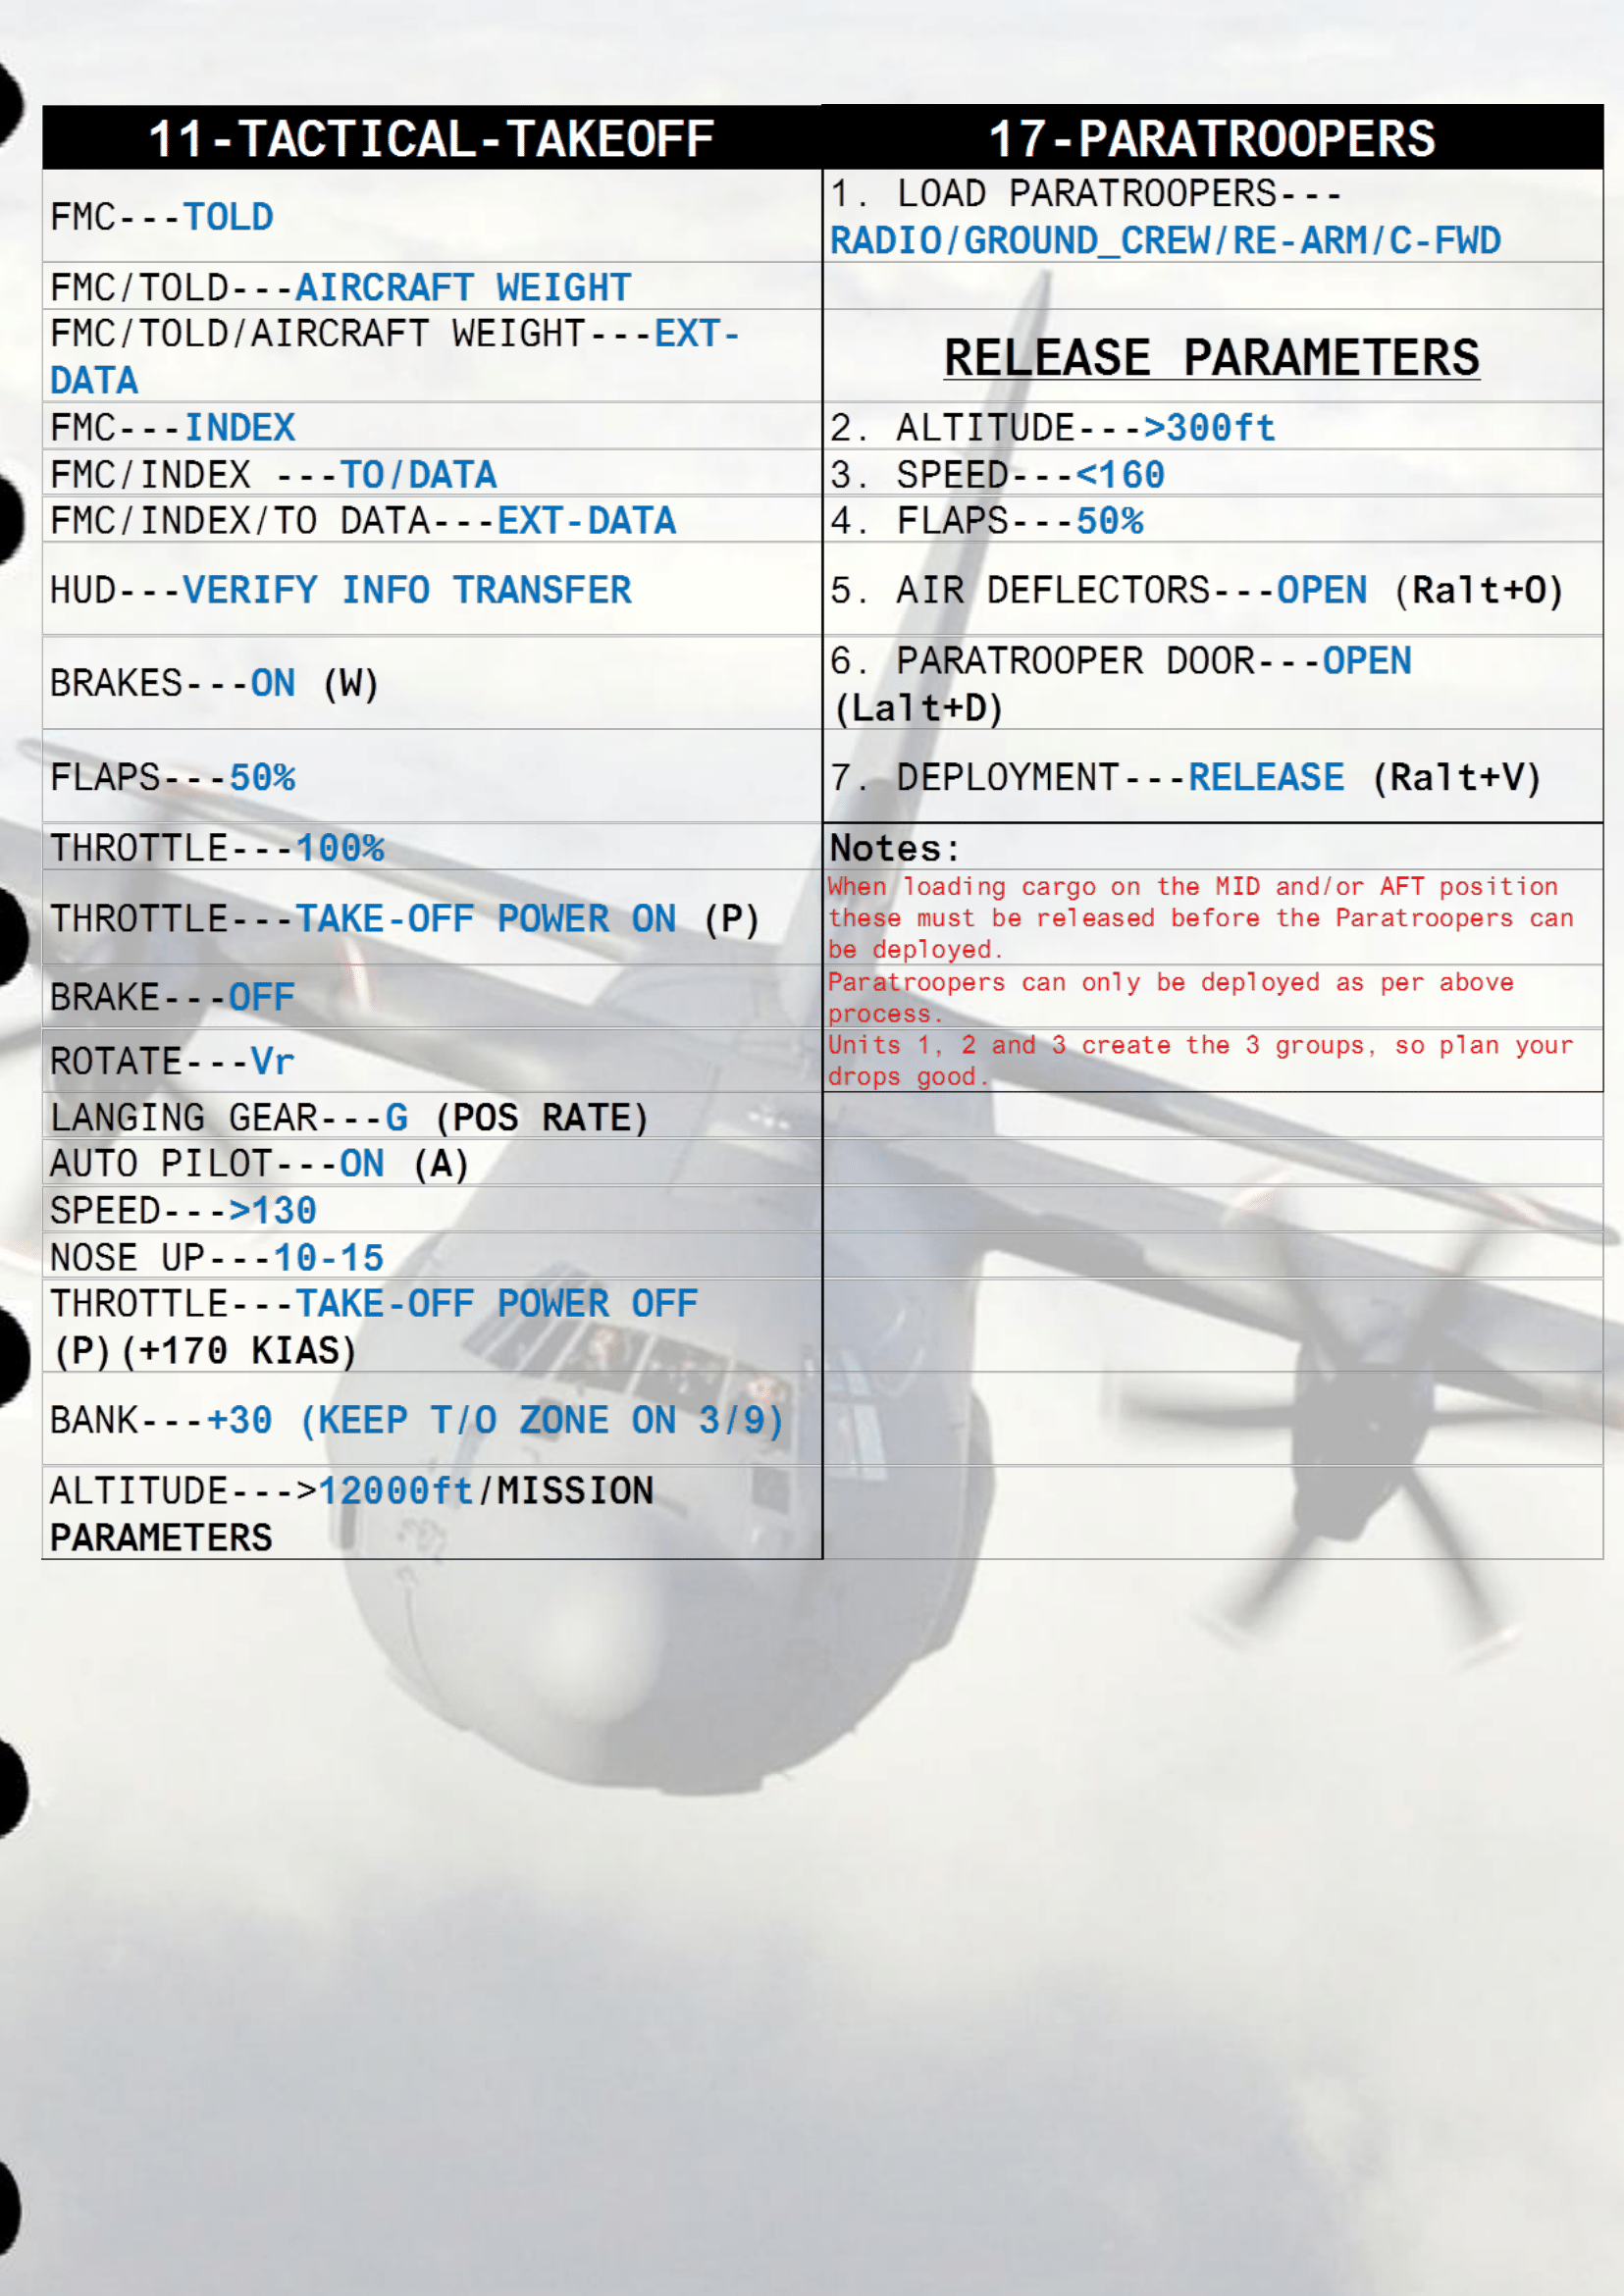 11-TACTICAL-TAKEOFF
FMC---TOLD
FMC/TOLD---AIRCRAFT WEIGHT
FMC/TOLD/AIRCRAFT WEIGHT---EXT-
DATA
FMC---INDEX
FMC/INDEX ---TO/DATA
FMC/INDEX/TO DATA---EXT-DATA
HUD---VERIFY INFO TRANSFER
BRAKES---ON (W)
FLAPS---50%
THROTTLE---100%
THROTTLE---TAKE-OFF POWER ON (P)
BRAKE---OFF
ROTATE---Vr
LANGING GEAR---G (POS RATE)
AUTO PILOT---ON (A)
SPEED--->130
NOSE UP---10-15
THROTTLE---TAKE-OFF POWER OFF
(P)(+170 KIAS)
BANK---+30 (KEEP T/O ZONE ON 3/9)
ALTITUDE--->12000ft/MISSION
PARAMETERS
17-PARATROOPERS
1. LOAD PARATROOPERS---
RADIO/GROUND_CREW/RE-ARM/C-FWD
RELEASE PARAMETERS
2. ALTITUDE--->300ft
3. SPEED---<160
4. FLAPS---50%
5. AIR DEFLECTORS---OPEN (Ralt+O)
6. PARATROOPER DOOR---OPEN
(Lalt+D)
7. DEPLOYMENT---RELEASE (Ralt+V)
Notes:
When loading cargo on the MID and/or AFT position
these must be released before the Paratroopers can
be deployed.
Paratroopers can only be deployed as per above
process.
Units 1, 2 and 3 create the 3 groups, so plan your
drops good.